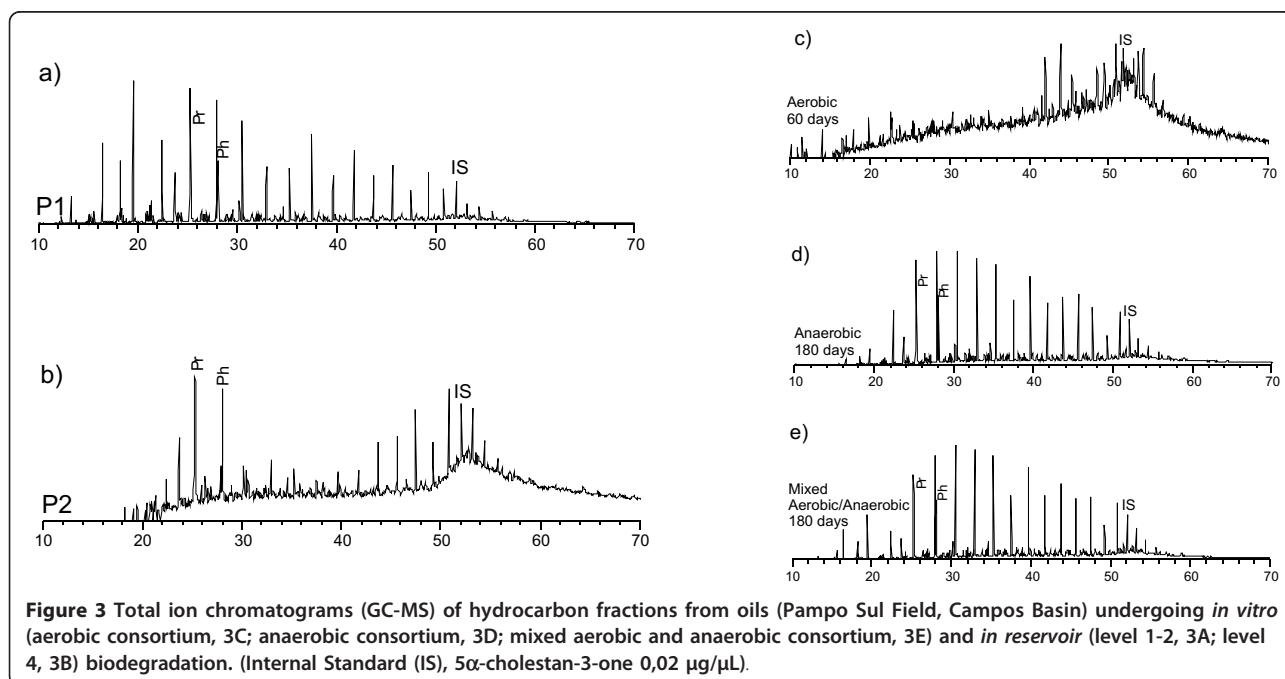 a)
Pr
Ph
IS
P1
10 20 30 40 50 60 70
b)
Pr
Ph
IS
P2
10 20 30 40 50 60 70
c)
IS
Aerobic
60 days
10 20 30 40 50 60 70
d)
Pr
Ph
IS
Anaerobic
180 days
10 20 30 40 50 60 70
e)
Pr
Ph
IS
Mixed
Aerobic/Anaerobic
180 days
10 20 30 40 50 60 70
Figure 3 Total ion chromatograms (GC-MS) of hydrocarbon fractions from oils (Pampo Sul Field, Campos Basin) undergoing in vitro
(aerobic consortium, 3C; anaerobic consortium, 3D; mixed aerobic and anaerobic consortium, 3E) and in reservoir (level 1-2, 3A; level
4, 3B) biodegradation. (Internal Standard (IS), 5α-cholestan-3-one 0,02 μg/μL).